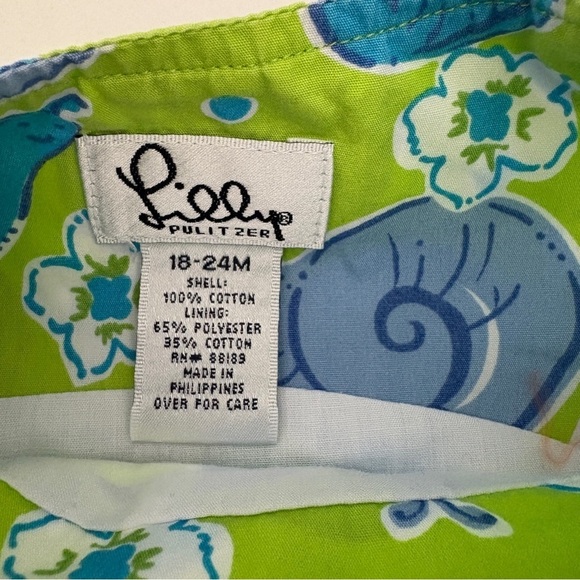 Lilly®
PULITZER
18-24M
SHELL:
100% COTTON
LINING:
65% POLYESTER
35% COTTON
RN# 88189
MADE IN
PHILIPPINES
OVER FOR CARE